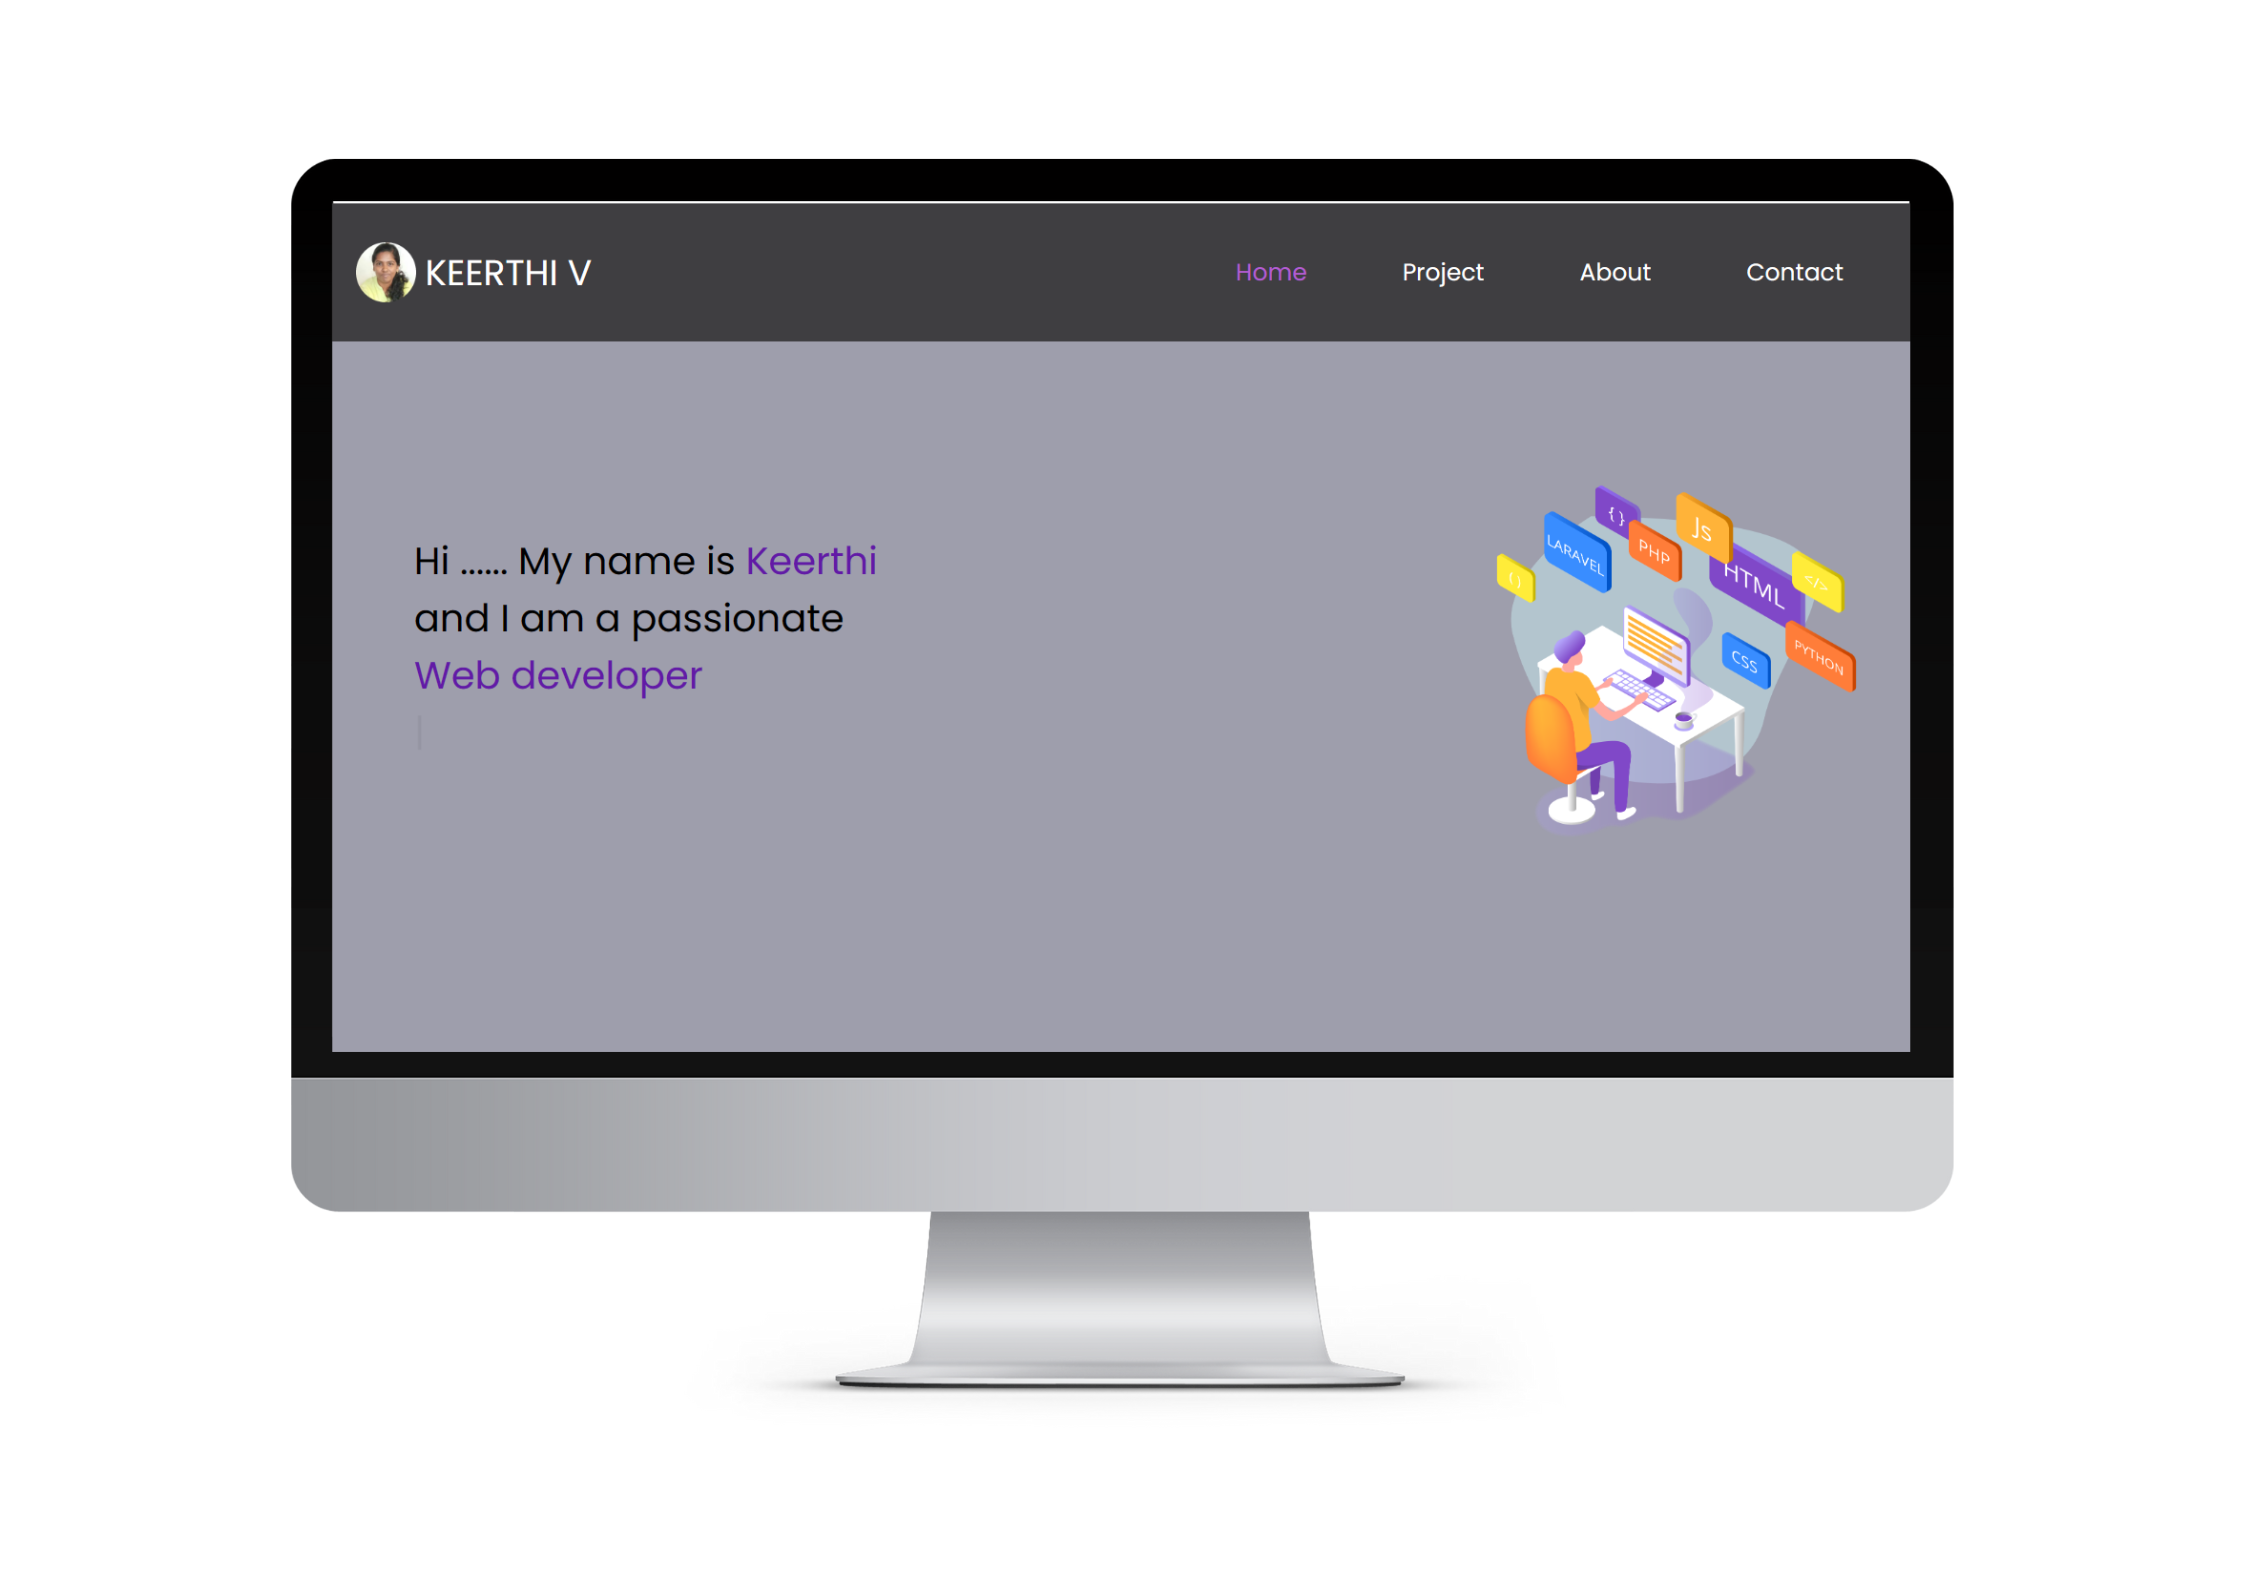 KEERTHI V
Home Project About Contact
Hi ...... My name is Keerthi
and I am a passionate
Web developer
{ }
Js
LARAVEL
PHP
HTML
</>
{ }
CSS
PYTHON